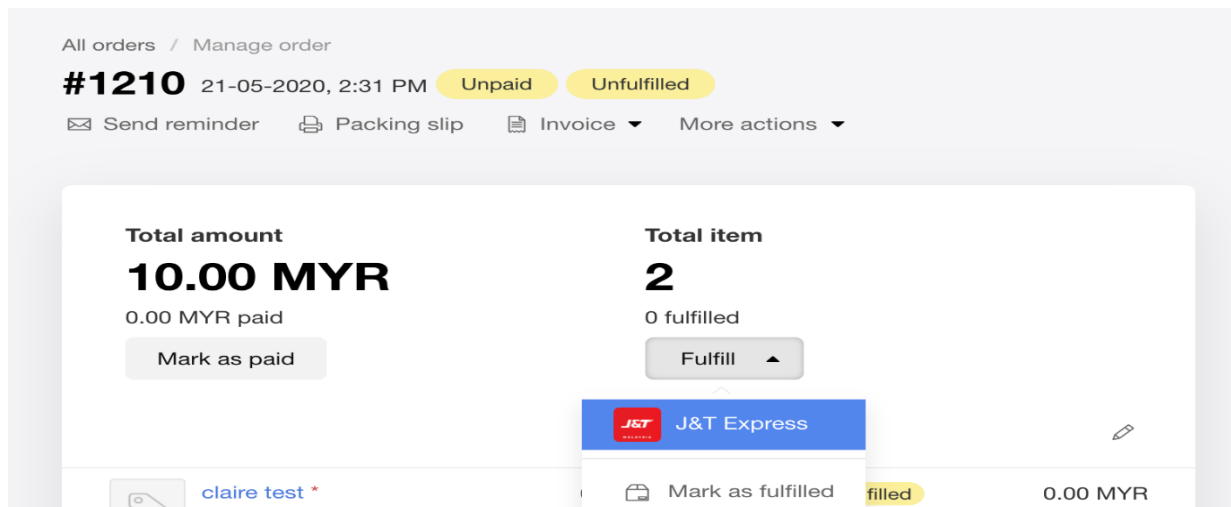 All orders / Manage order
#1210 21-05-2020, 2:31 PM Unpaid Unfulfilled
Send reminder Packing slip Invoice More actions
Total amount Total item
10.00 MYR 2
0.00 MYR paid 0 fulfilled
Mark as paid Fulfill
J&T J&T Express
claire test * Mark as fulfilled filled 0.00 MYR